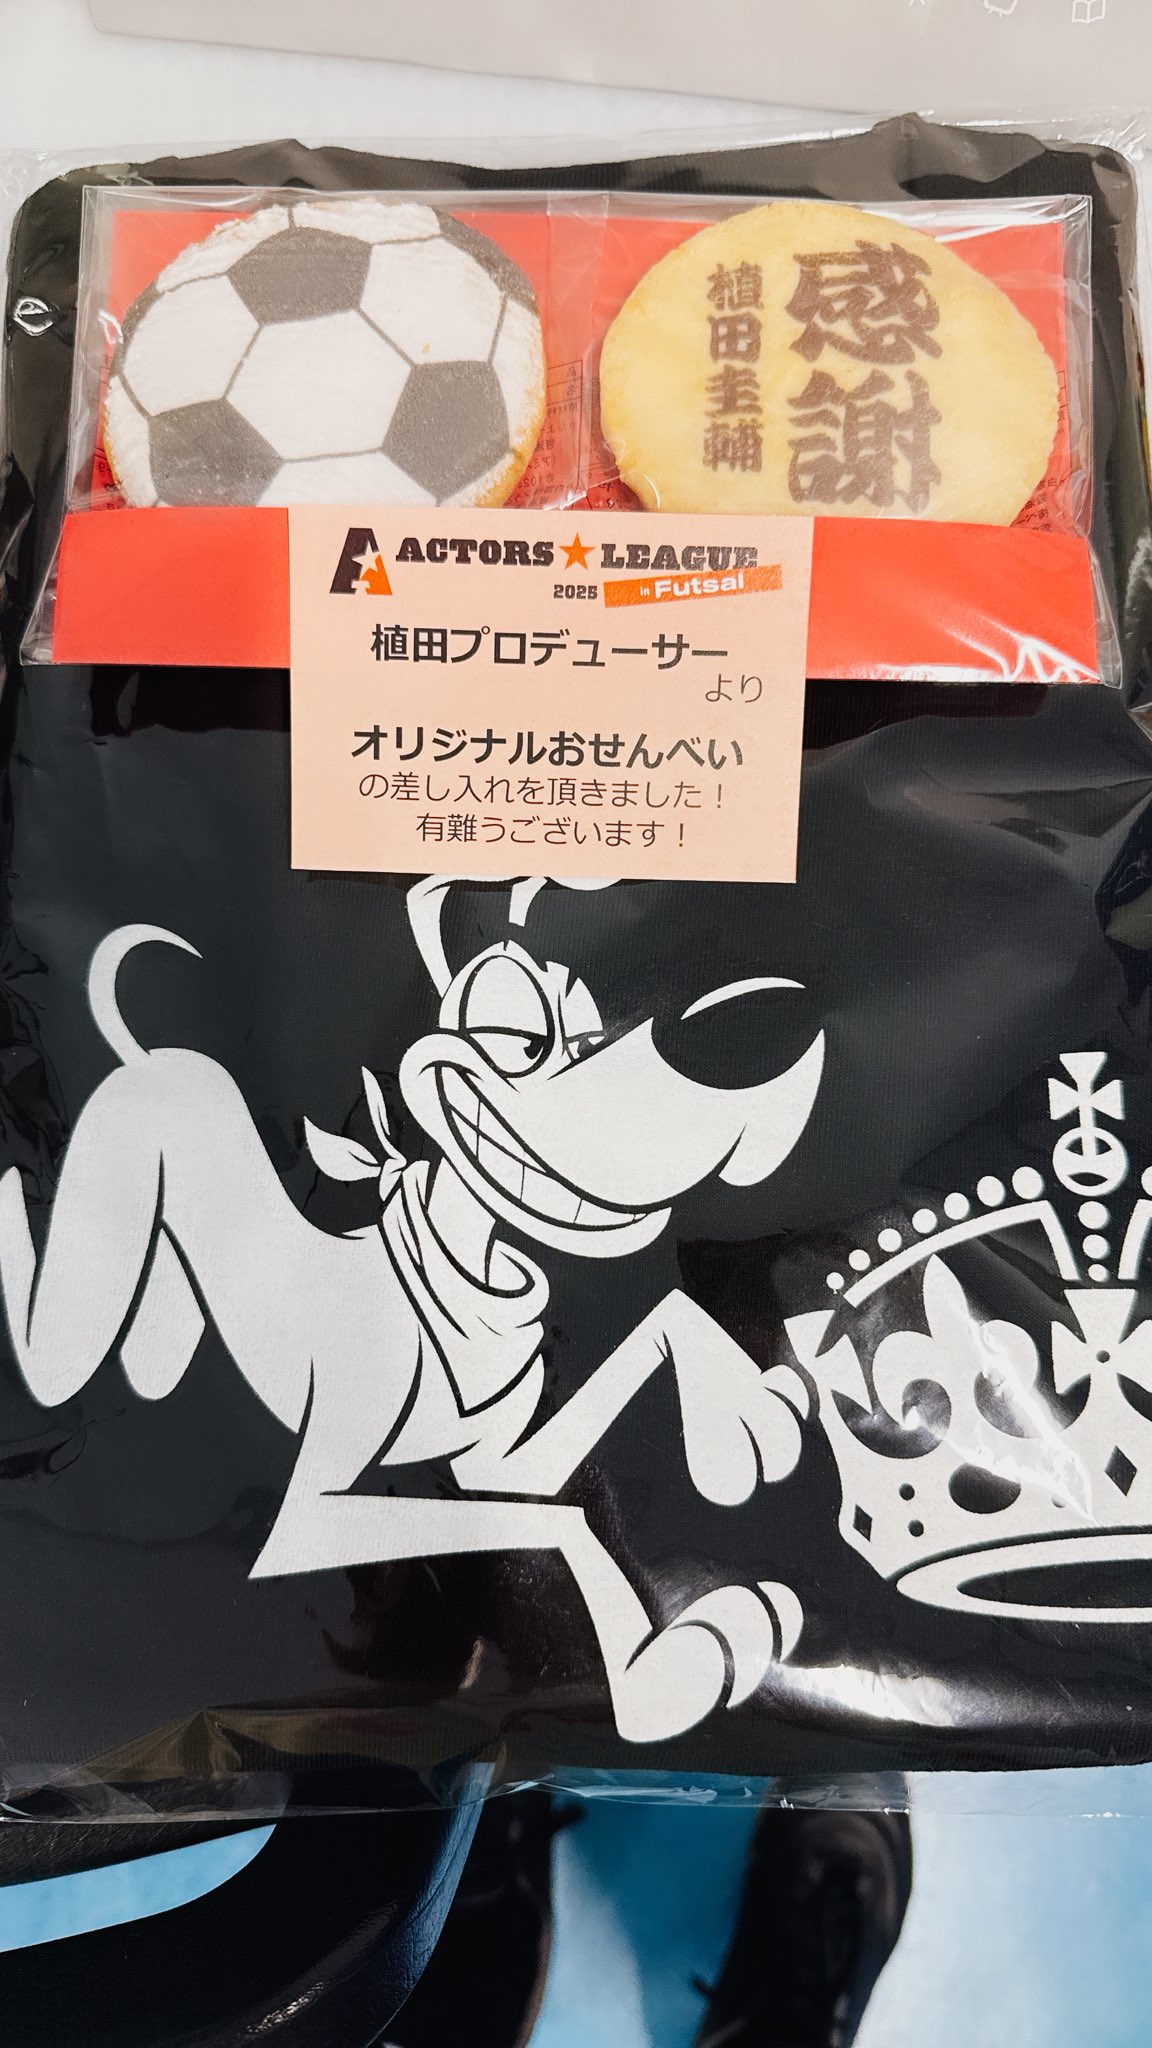 感謝
植田圭輔
ACTORS★LEAGUE
2025 in Futsal
植田プロデューサー
より
オリジナルおせんべい
の差し入れを頂きました！
有難うございます！